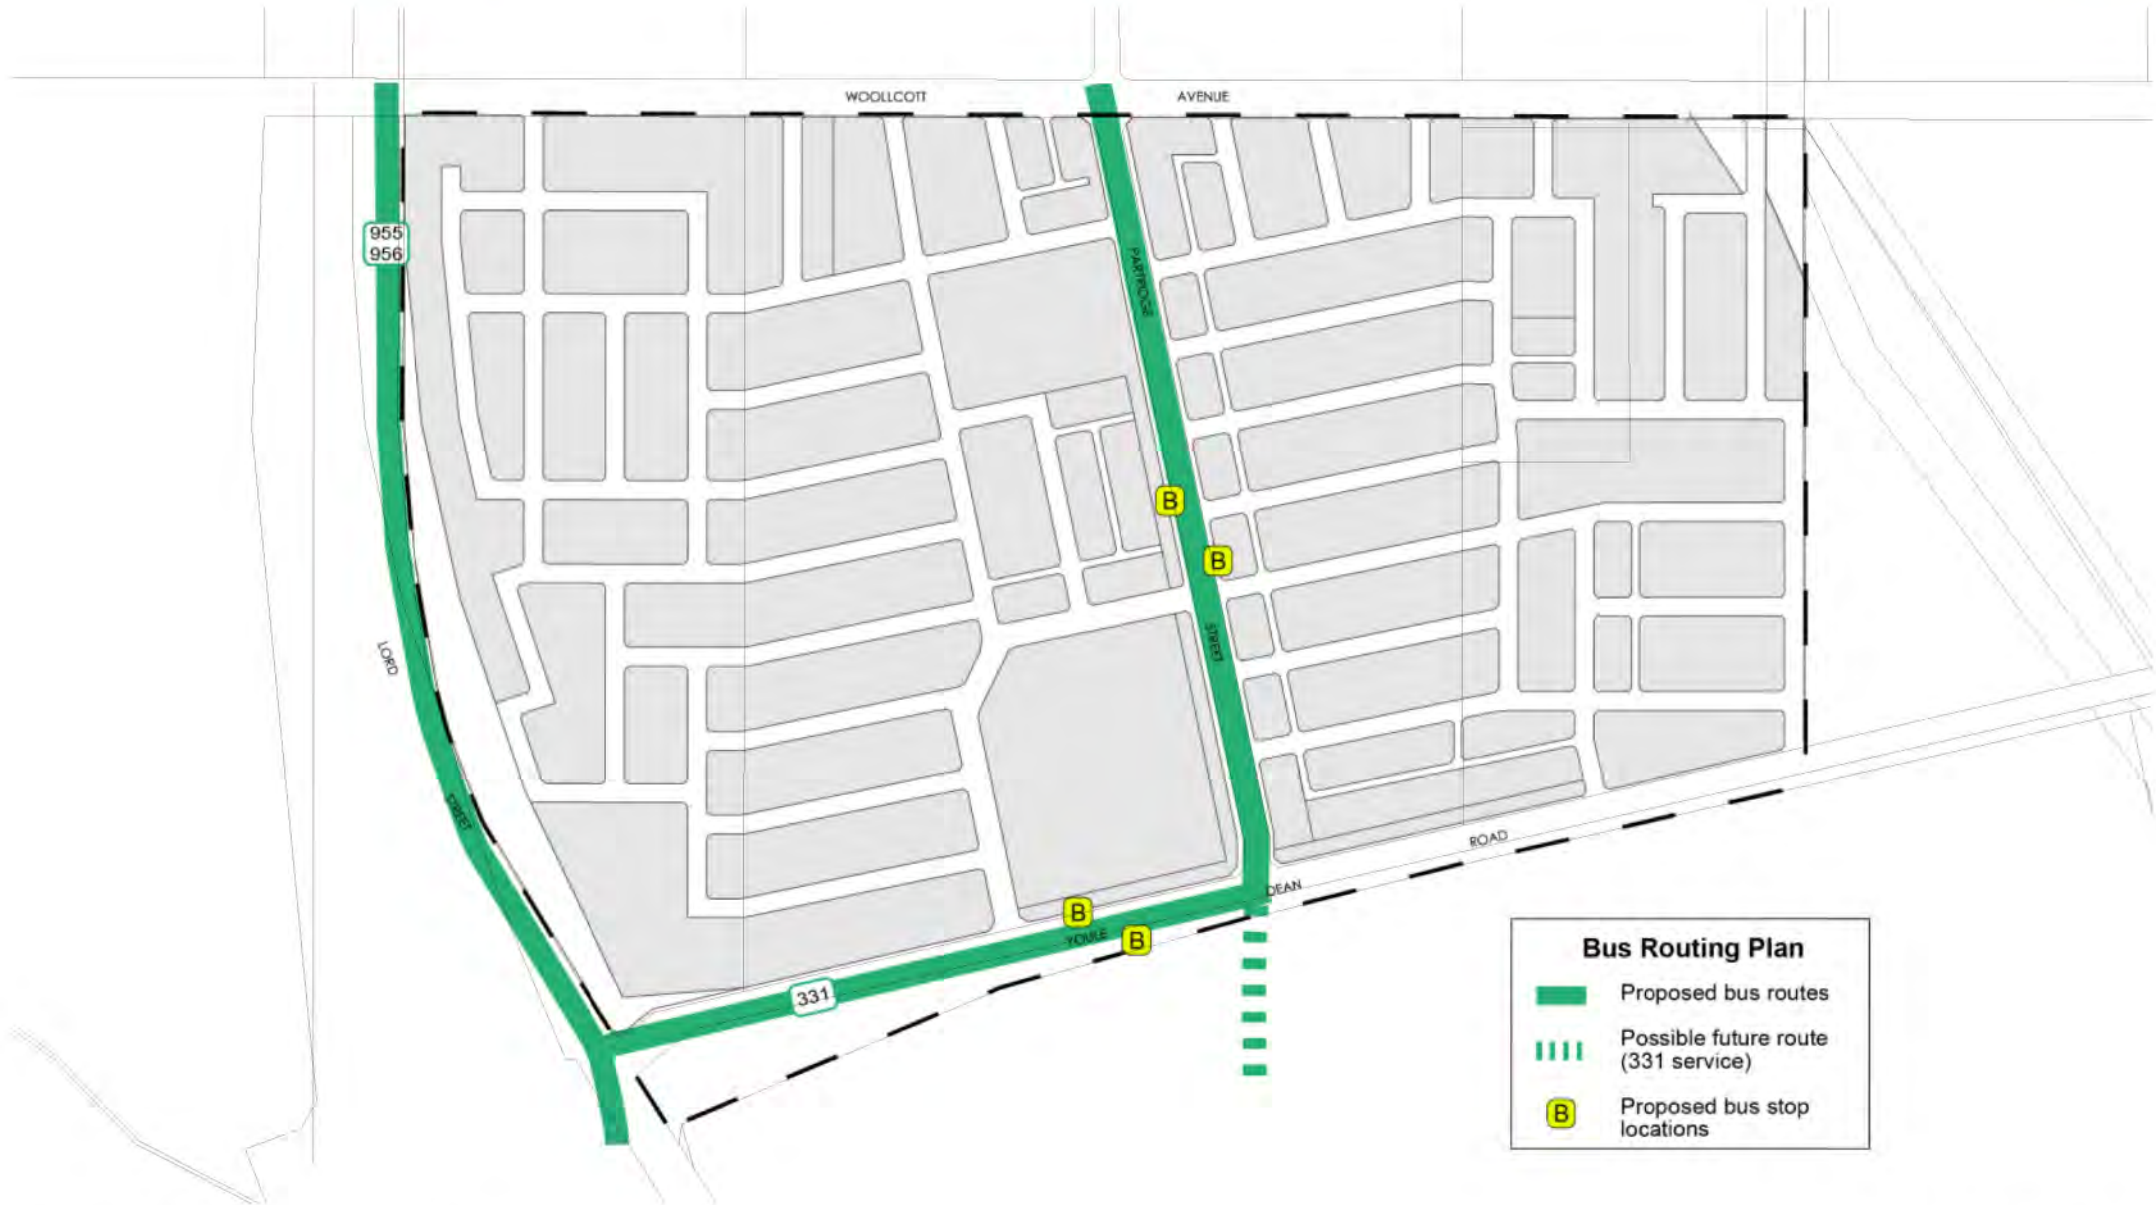 WOOLLCOTT AVENUE
955
956
PARTRIDGE
B
B
STREET
LORD
STREET
DEAN
ROAD
B
YOULE
B
331
Bus Routing Plan
Proposed bus routes
Possible future route
(331 service)
B
Proposed bus stop
locations